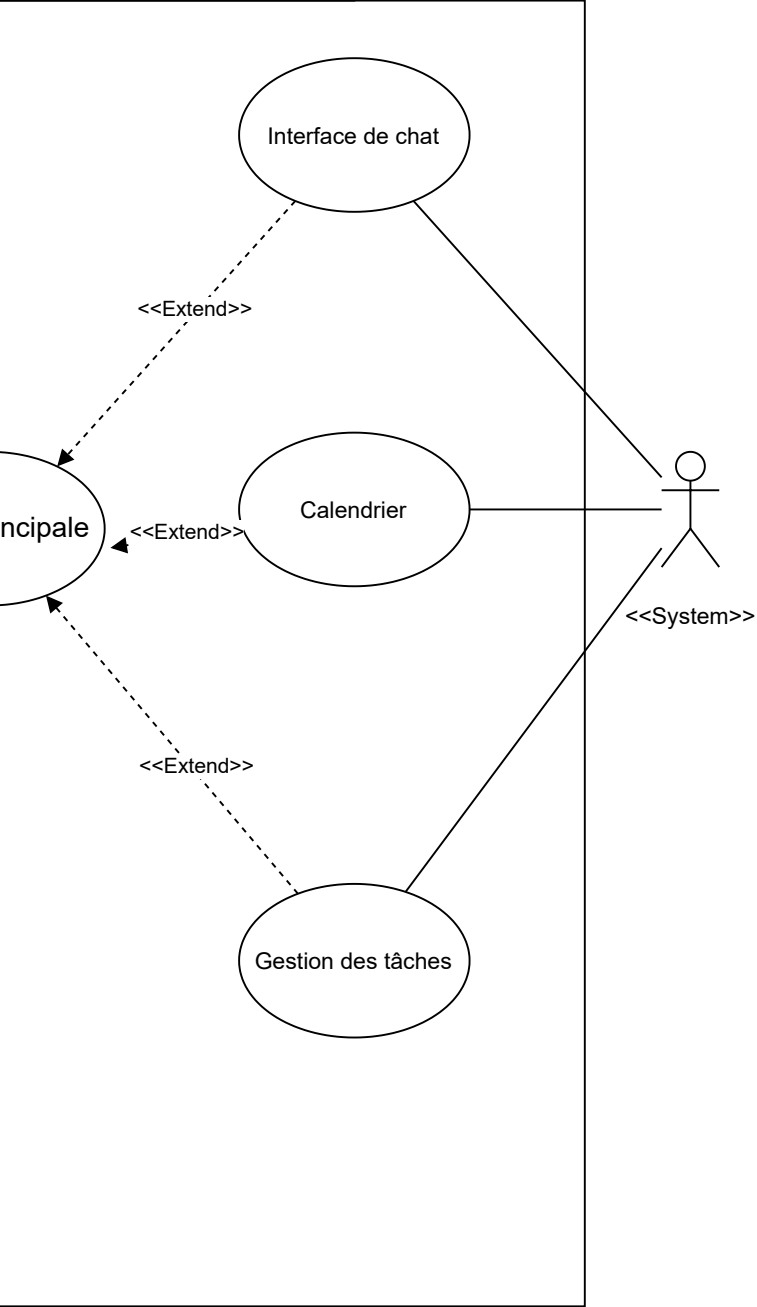 Interface de chat
<<Extend>>
Calendrier
ncipale
<<Extend>>
<<System>>
<<Extend>>
Gestion des tâches